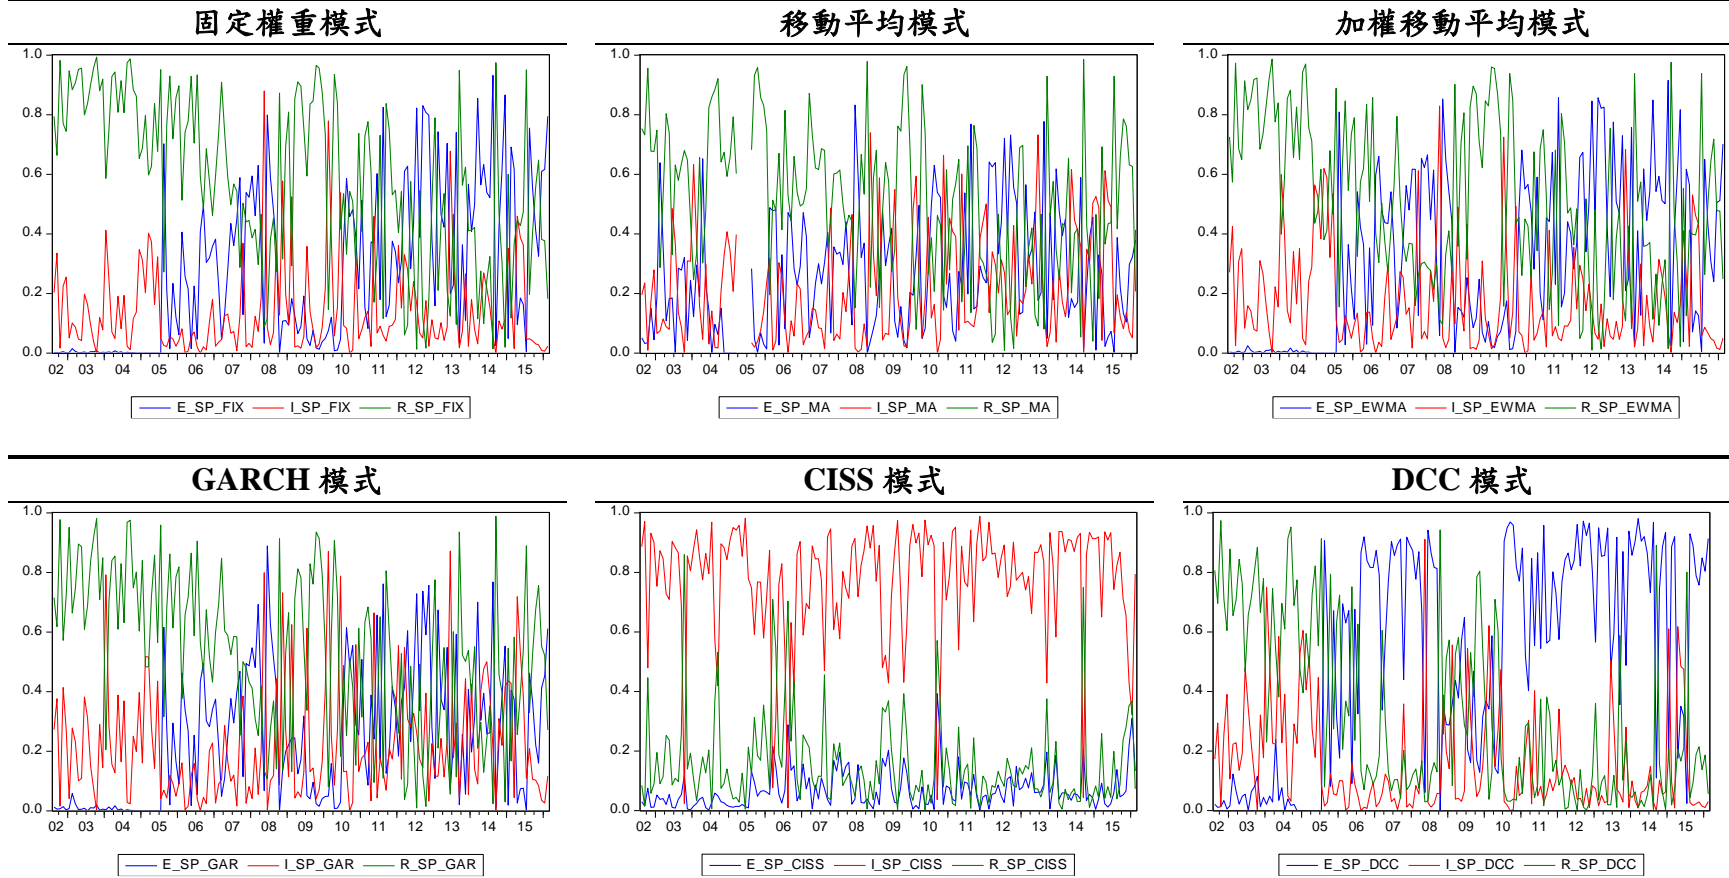 固定權重模式
移動平均模式
加權移動平均模式
1.0
0.8
0.6
0.4
0.2
0.0
02 03 04 05 06 07 08 09 10 11 12 13 14 15
E_SP_FIX I_SP_FIX R_SP_FIX
1.0
0.8
0.6
0.4
0.2
0.0
02 03 04 05 06 07 08 09 10 11 12 13 14 15
E_SP_MA I_SP_MA R_SP_MA
1.0
0.8
0.6
0.4
0.2
0.0
02 03 04 05 06 07 08 09 10 11 12 13 14 15
E_SP_EWMA I_SP_EWMA R_SP_EWMA
GARCH 模式
CISS 模式
DCC 模式
1.0
0.8
0.6
0.4
0.2
0.0
02 03 04 05 06 07 08 09 10 11 12 13 14 15
E_SP_GAR I_SP_GAR R_SP_GAR
1.0
0.8
0.6
0.4
0.2
0.0
02 03 04 05 06 07 08 09 10 11 12 13 14 15
E_SP_CISS I_SP_CISS R_SP_CISS
1.0
0.8
0.6
0.4
0.2
0.0
02 03 04 05 06 07 08 09 10 11 12 13 14 15
E_SP_DCC I_SP_DCC R_SP_DCC